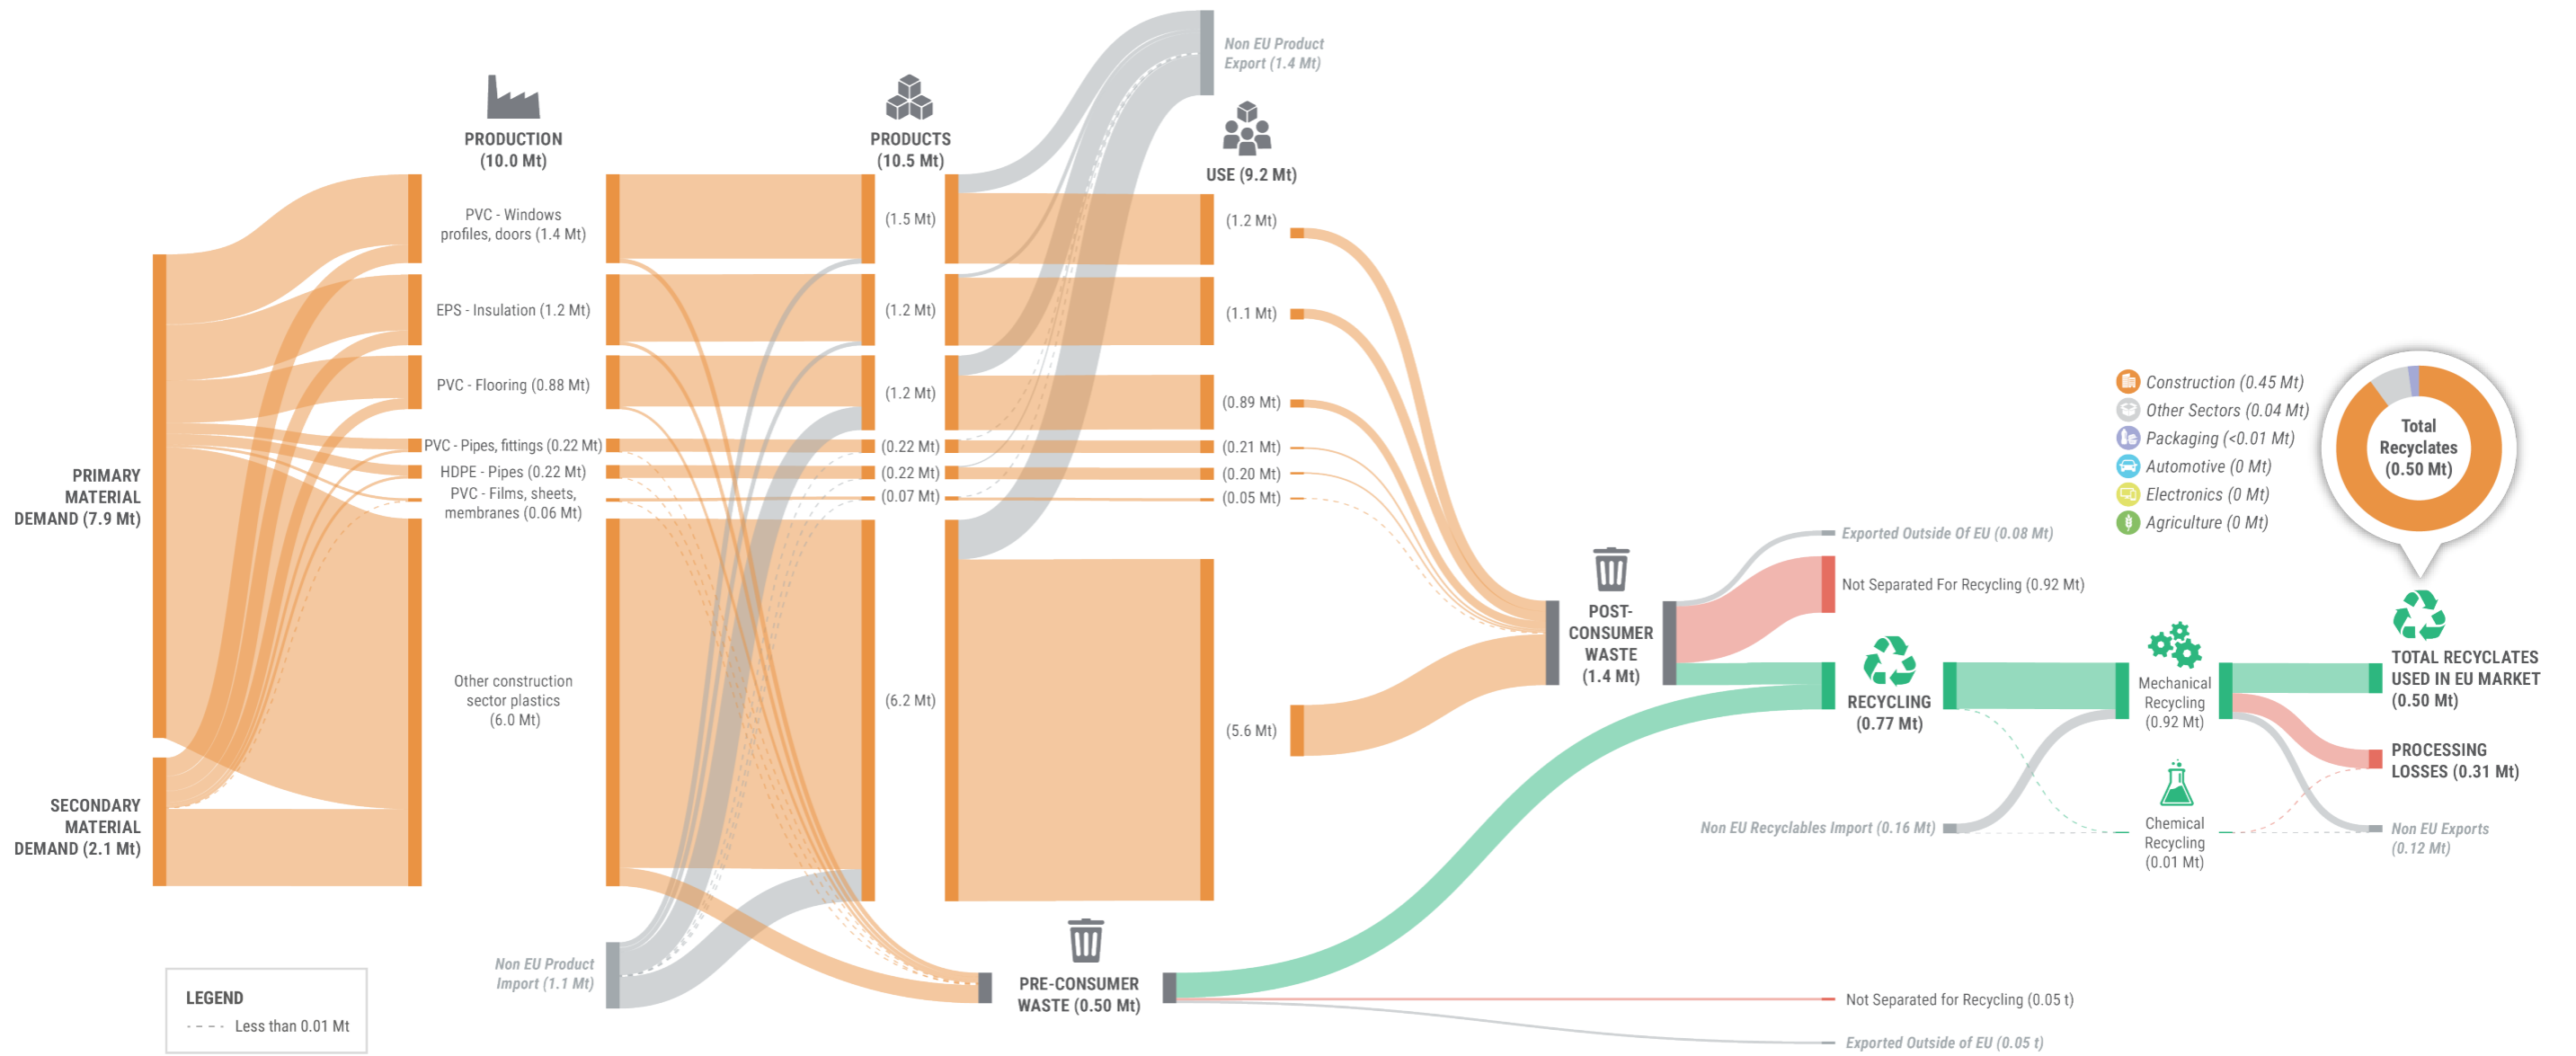 PRIMARY
MATERIAL
DEMAND (7.9 Mt)
SECONDARY
MATERIAL
DEMAND (2.1 Mt)
LEGEND
Less than 0.01 Mt
PRODUCTION
(10.0 Mt)
PVC - Windows
profiles, doors (1.4 Mt)
EPS - Insulation (1.2 Mt)
PVC - Flooring (0.88 Mt)
PVC - Pipes, fittings (0.22 Mt)
HDPE - Pipes (0.22 Mt)
PVC - Films, sheets,
membranes (0.06 Mt)
Other construction
sector plastics
(6.0 Mt)
Non EU Product
Import (1.1 Mt)
PRODUCTS
(10.5 Mt)
(1.5 Mt)
(1.2 Mt)
(1.2 Mt)
(0.22 Mt)
(0.22 Mt)
(0.07 Mt)
(6.2 Mt)
PRE-CONSUMER
WASTE (0.50 Mt)
Non EU Product
Export (1.4 Mt)
USE (9.2 Mt)
(1.2 Mt)
(1.1 Mt)
(0.89 Mt)
(0.21 Mt)
(0.20 Mt)
(0.05 Mt)
(5.6 Mt)
POST-
CONSUMER
WASTE
(1.4 Mt)
Exported Outside Of EU (0.08 Mt)
Not Separated For Recycling (0.92 Mt)
RECYCLING
(0.77 Mt)
Non EU Recyclables Import (0.16 Mt)
Not Separated for Recycling (0.05 t)
Exported Outside of EU (0.05 t)
Mechanical
Recycling
(0.92 Mt)
Chemical
Recycling
(0.01 Mt)
Construction (0.45 Mt)
Other Sectors (0.04 Mt)
Packaging (<0.01 Mt)
Automotive (0 Mt)
Electronics (0 Mt)
Agriculture (0 Mt)
Total
Recyclates
(0.50 Mt)
TOTAL RECYCLATES
USED IN EU MARKET
(0.50 Mt)
PROCESSING
LOSSES (0.31 Mt)
Non EU Exports
(0.12 Mt)